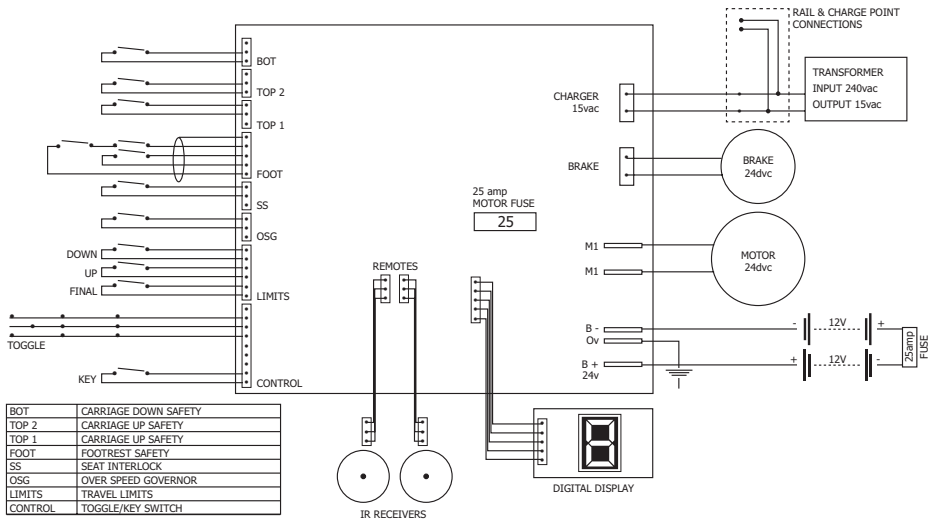 RAIL & CHARGE POINT
CONNECTIONS
BOT
TOP 2
TOP 1
FOOT
SS
OSG
DOWN
UP
FINAL
LIMITS
TOGGLE
KEY
CONTROL
CHARGER
15vac
TRANSFORMER
INPUT 240vac
OUTPUT 15vac
BRAKE
BRAKE
24dvc
25 amp
MOTOR FUSE
25
M1
M1
MOTOR
24dvc
REMOTES
B -
Ov
B +
24v
- 12V +
+ 12V -
25amp
FUSE
BOT CARRIAGE DOWN SAFETY
TOP 2 CARRIAGE UP SAFETY
TOP 1 CARRIAGE UP SAFETY
FOOT FOOTREST SAFETY
SS SEAT INTERLOCK
OSG OVER SPEED GOVERNOR
LIMITS TRAVEL LIMITS
CONTROL TOGGLE/KEY SWITCH
IR RECEIVERS
8
DIGITAL DISPLAY